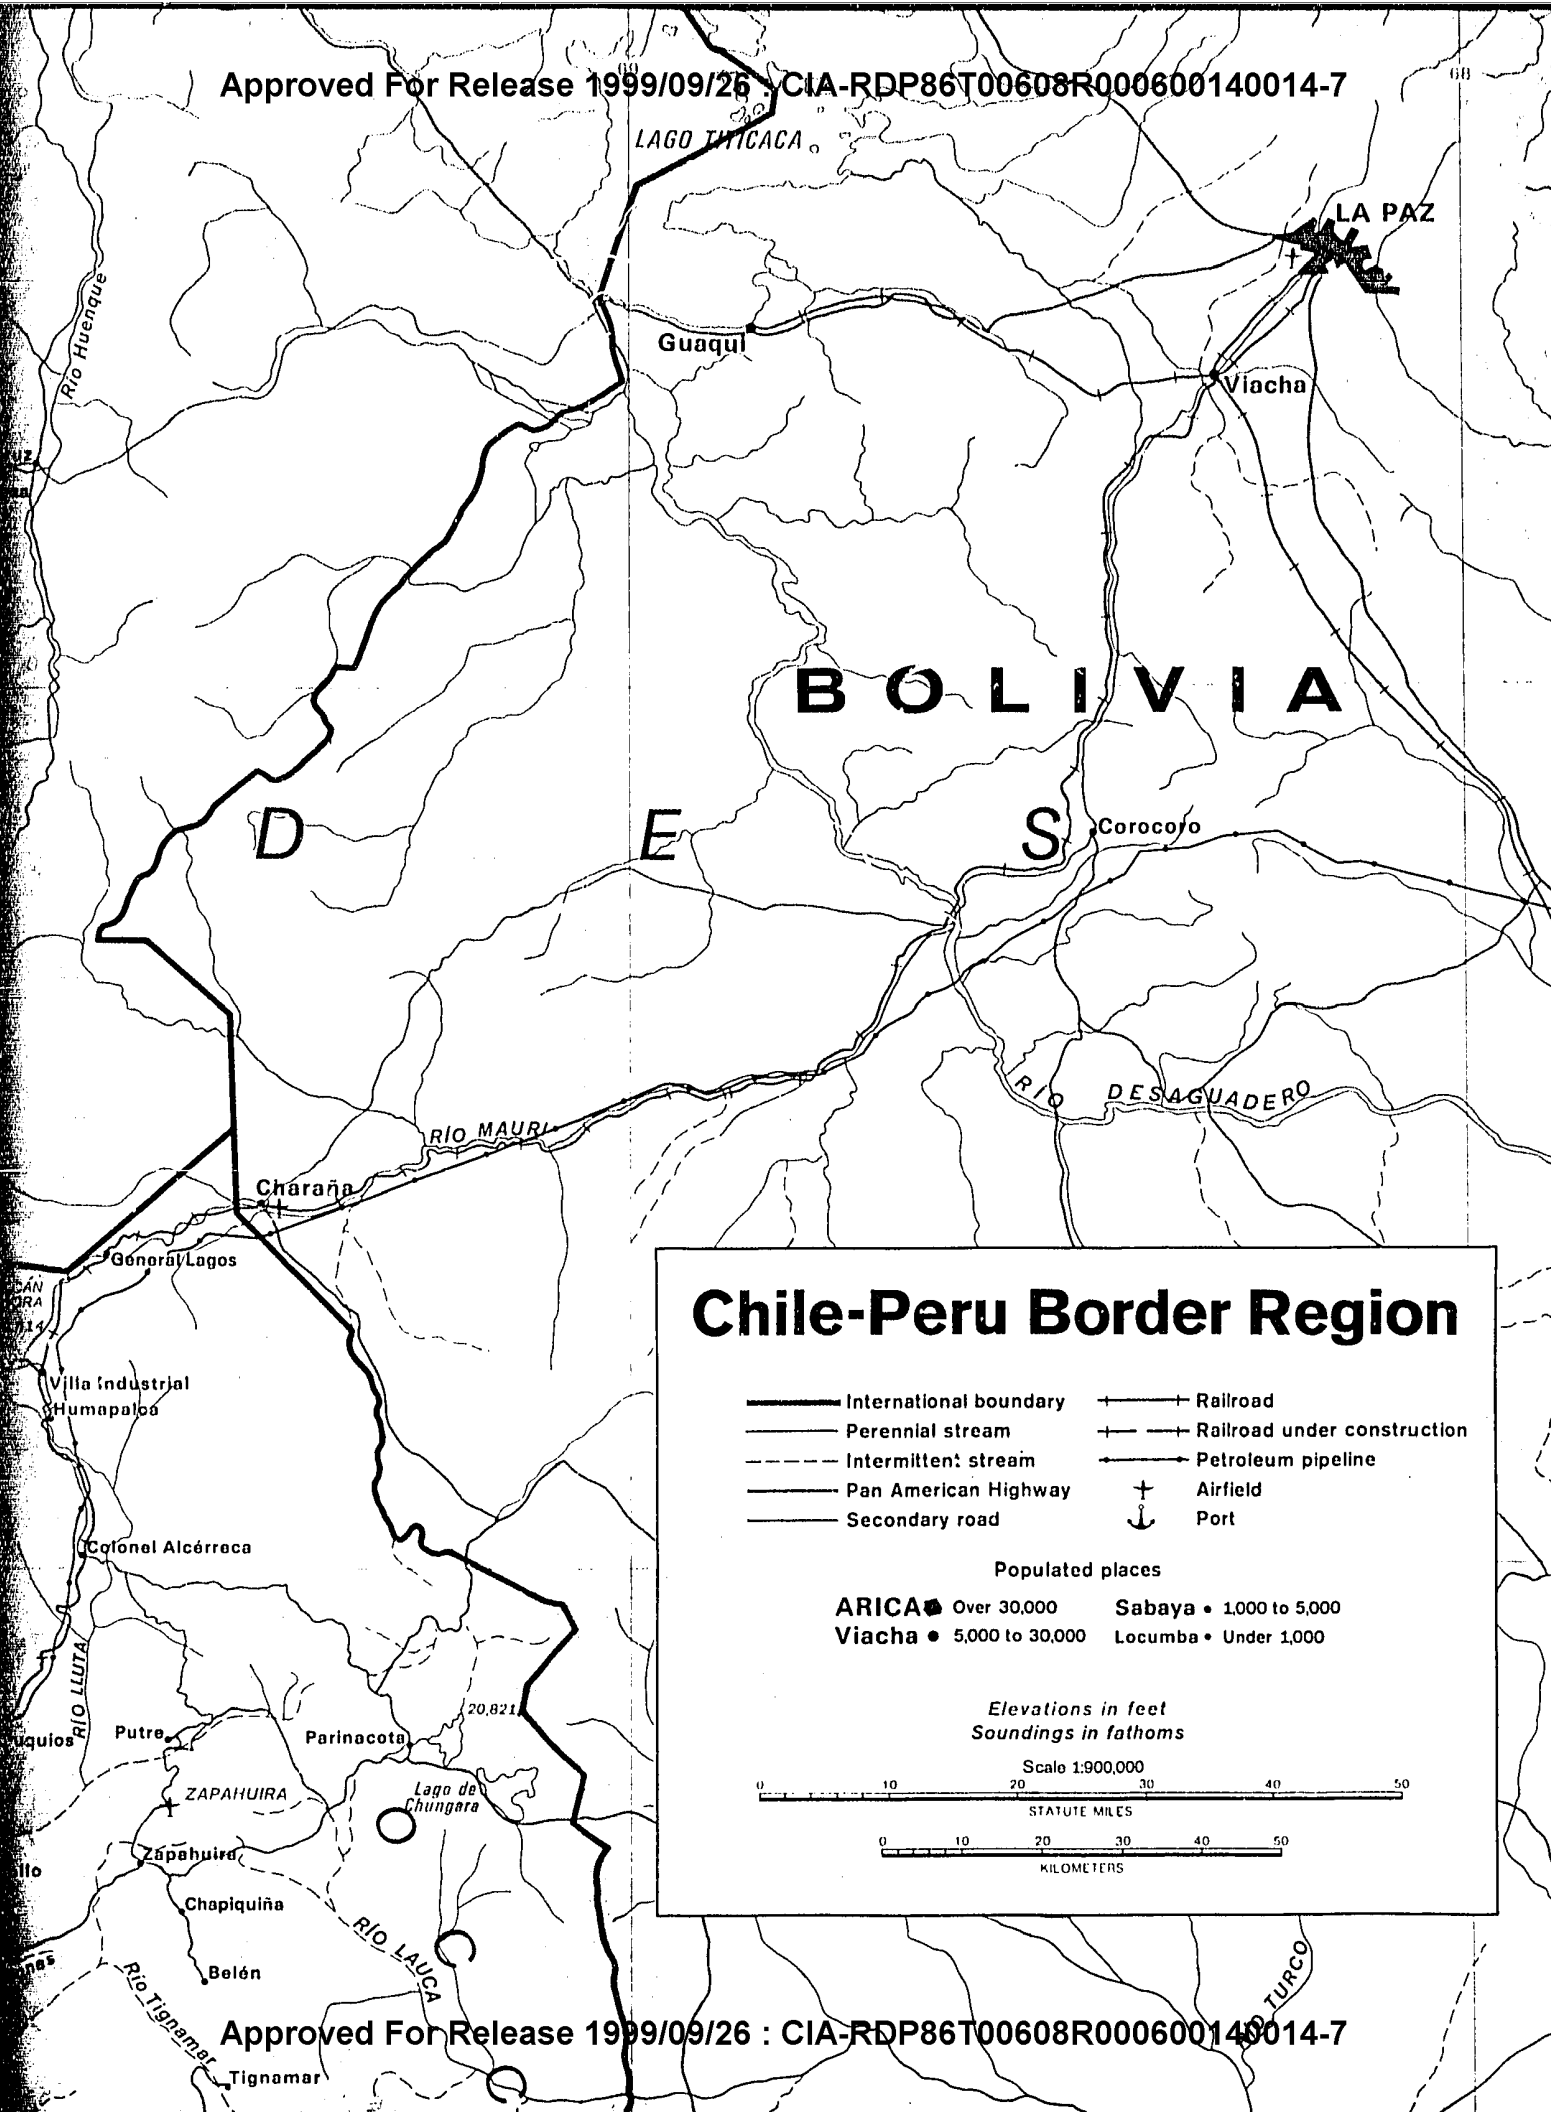 69
68
Approved For Release 1999/09/26 : CIA-RDP86T00608R000600140014-7
LAGO TITICACA
LA PAZ
Río Huenque
Guaqui
Viacha
BOLIVIA
D E S
Corocoro
RÍO DESAGUADERO
RÍO MAURI
Charaña
General Lagos
Villa Industrial
Humapalca
Colonel Alcérreca
RÍO LLUTA
20,821
Putre
Parinacota
ZAPAHUIRA
Lago de
Chungara
O
Zapahuira
Chapiquiña
RÍO LAUCA
C
Belén
Río Tignamar
Tignamar
C
RÍO TURCO
Chile-Peru Border Region
International boundary
Perennial stream
Intermittent stream
Pan American Highway
Secondary road
Railroad
Railroad under construction
Petroleum pipeline
Airfield
Port
Populated places
ARICA Over 30,000
Sabaya 1,000 to 5,000
Viacha 5,000 to 30,000
Locumba Under 1,000
Elevations in feet
Soundings in fathoms
Scale 1:900,000
0 10 20 30 40 50
STATUTE MILES
0 10 20 30 40 50
KILOMETERS
Approved For Release 1999/09/26 : CIA-RDP86T00608R000600140014-7